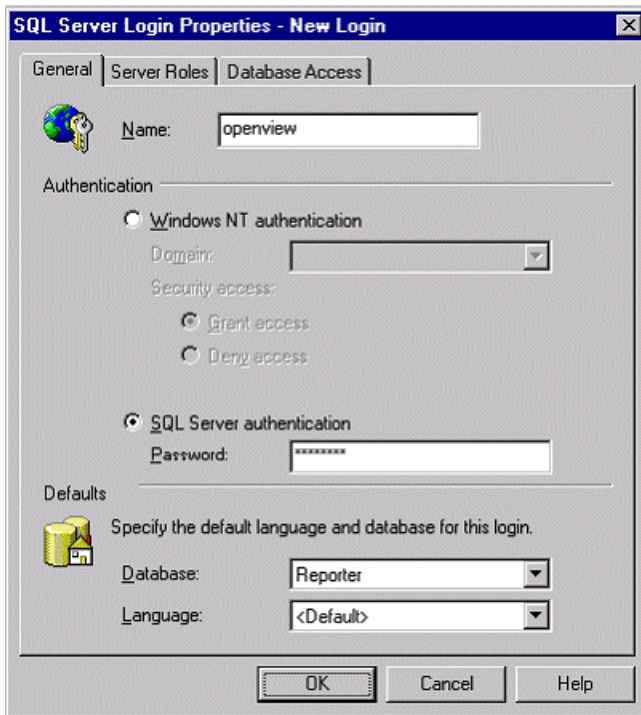 SQL Server Login Properties - New Login
General Server Roles Database Access
Name: openview
Authentication
Windows NT authentication
Domain:
Security access:
Grant access
Deny access
SQL Server authentication
Password: ********
Defaults
Specify the default language and database for this login.
Database: Reporter
Language: <Default>
OK Cancel Help